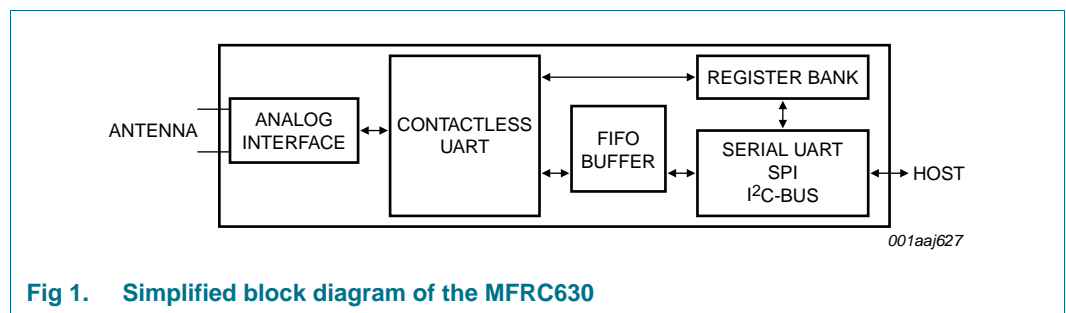 ANTENNA
ANALOG
INTERFACE
CONTACTLESS
UART
FIFO
BUFFER
REGISTER BANK
SERIAL UART
SPI
I²C-BUS
HOST
001aaj627
Fig 1. Simplified block diagram of the MFRC630